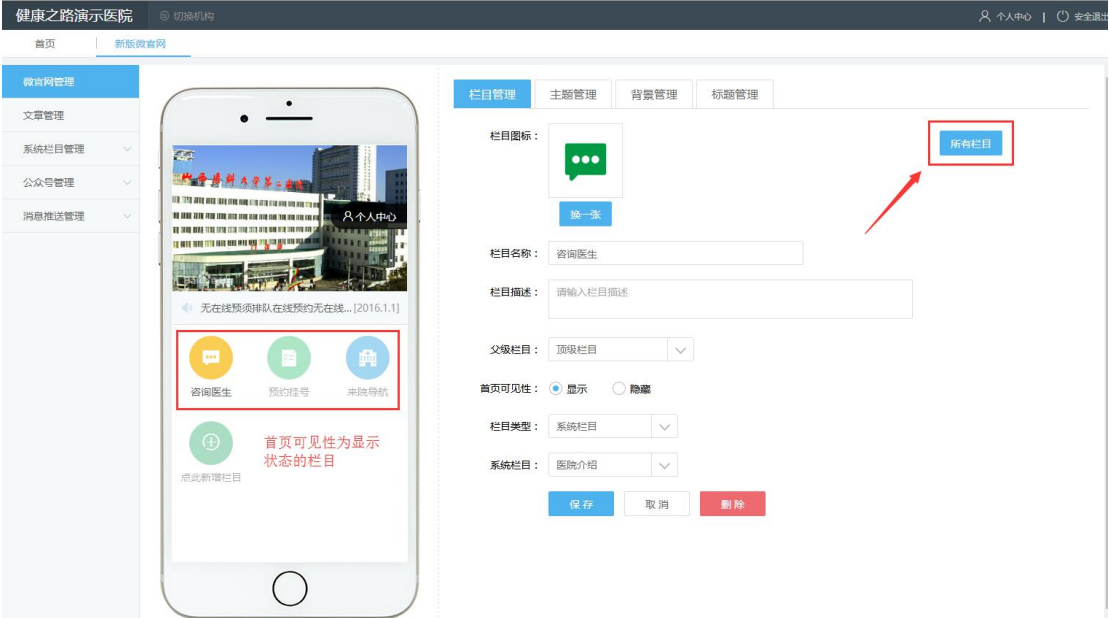 健康之路演示医院
切换机构
个人中心 | 安全退出
首页
新版微官网
微官网管理
文章管理
系统栏目管理
公众号管理
消息推送管理
个人中心
无在线预须排队在线预约无在线... [2016.1.1]
咨询医生 预约挂号 来院导航
点此新增栏目
首页可见性为显示
状态的栏目
栏目管理 主题管理 背景管理 标题管理
所有栏目
栏目图标：
换一张
栏目名称： 咨询医生
栏目描述： 请输入栏目描述
父级栏目： 顶级栏目
首页可见性： 显示 隐藏
栏目类型： 系统栏目
系统栏目： 医院介绍
保存 取消 删除